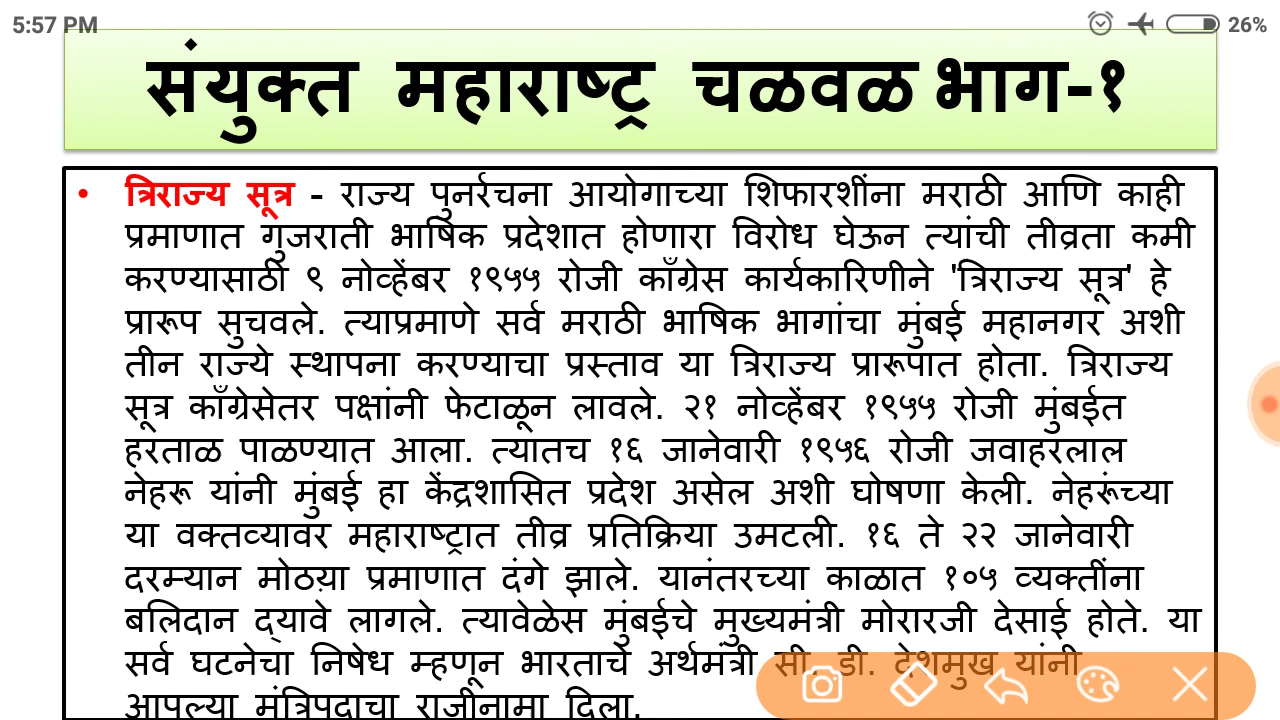 5:57 PM 26%
संयुक्त महाराष्ट्र चळवळ भाग-१
• त्रिराज्य सूत्र - राज्य पुनर्रचना आयोगाच्या शिफारशींना मराठी आणि काही
प्रमाणात गुजराती भाषिक प्रदेशात होणारा विरोध घेऊन त्यांची तीव्रता कमी
करण्यासाठी ९ नोव्हेंबर १९५५ रोजी काँग्रेस कार्यकारिणीने 'त्रिराज्य सूत्र' हे
प्रारूप सुचवले. त्याप्रमाणे सर्व मराठी भाषिक भागांचा मुंबई महानगर अशी
तीन राज्ये स्थापना करण्याचा प्रस्ताव या त्रिराज्य प्रारूपात होता. त्रिराज्य
सूत्र काँग्रेसेतर पक्षांनी फेटाळून लावले. २१ नोव्हेंबर १९५५ रोजी मुंबईत
हरताळ पाळण्यात आला. त्यातच १६ जानेवारी १९५६ रोजी जवाहरलाल
नेहरू यांनी मुंबई हा केंद्रशासित प्रदेश असेल अशी घोषणा केली. नेहरूंच्या
या वक्तव्यावर महाराष्ट्रात तीव्र प्रतिक्रिया उमटली. १६ ते २२ जानेवारी
दरम्यान मोठय़ा प्रमाणात दंगे झाले. यानंतरच्या काळात १०५ व्यक्तींना
बलिदान द्‌यावे लागले. त्यावेळेस मुंबईचे मुख्यमंत्री मोरारजी देसाई होते. या
सर्व घटनेचा निषेध म्हणून भारताचे अर्थमंत्री सी. डी. देशमुख यांनी
आपल्या मंत्रिपदाचा राजीनामा दिला.